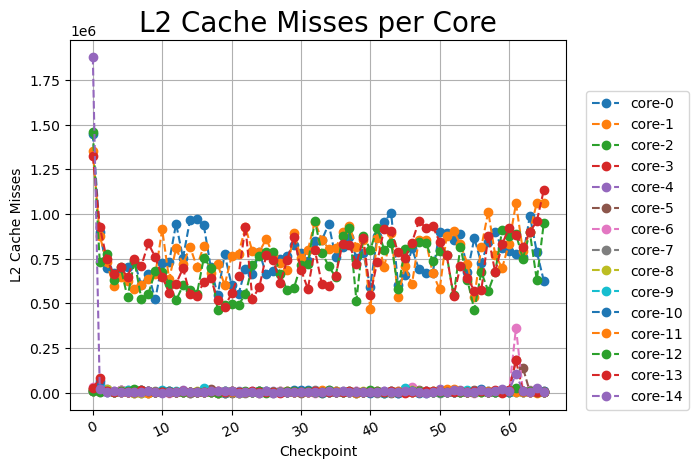 L2 Cache Misses per Core
1e6
1.75
1.50
1.25
1.00
0.75
0.50
0.25
0.00
L2 Cache Misses
0
10
20
30
40
50
60
Checkpoint
core-0
core-1
core-2
core-3
core-4
core-5
core-6
core-7
core-8
core-9
core-10
core-11
core-12
core-13
core-14